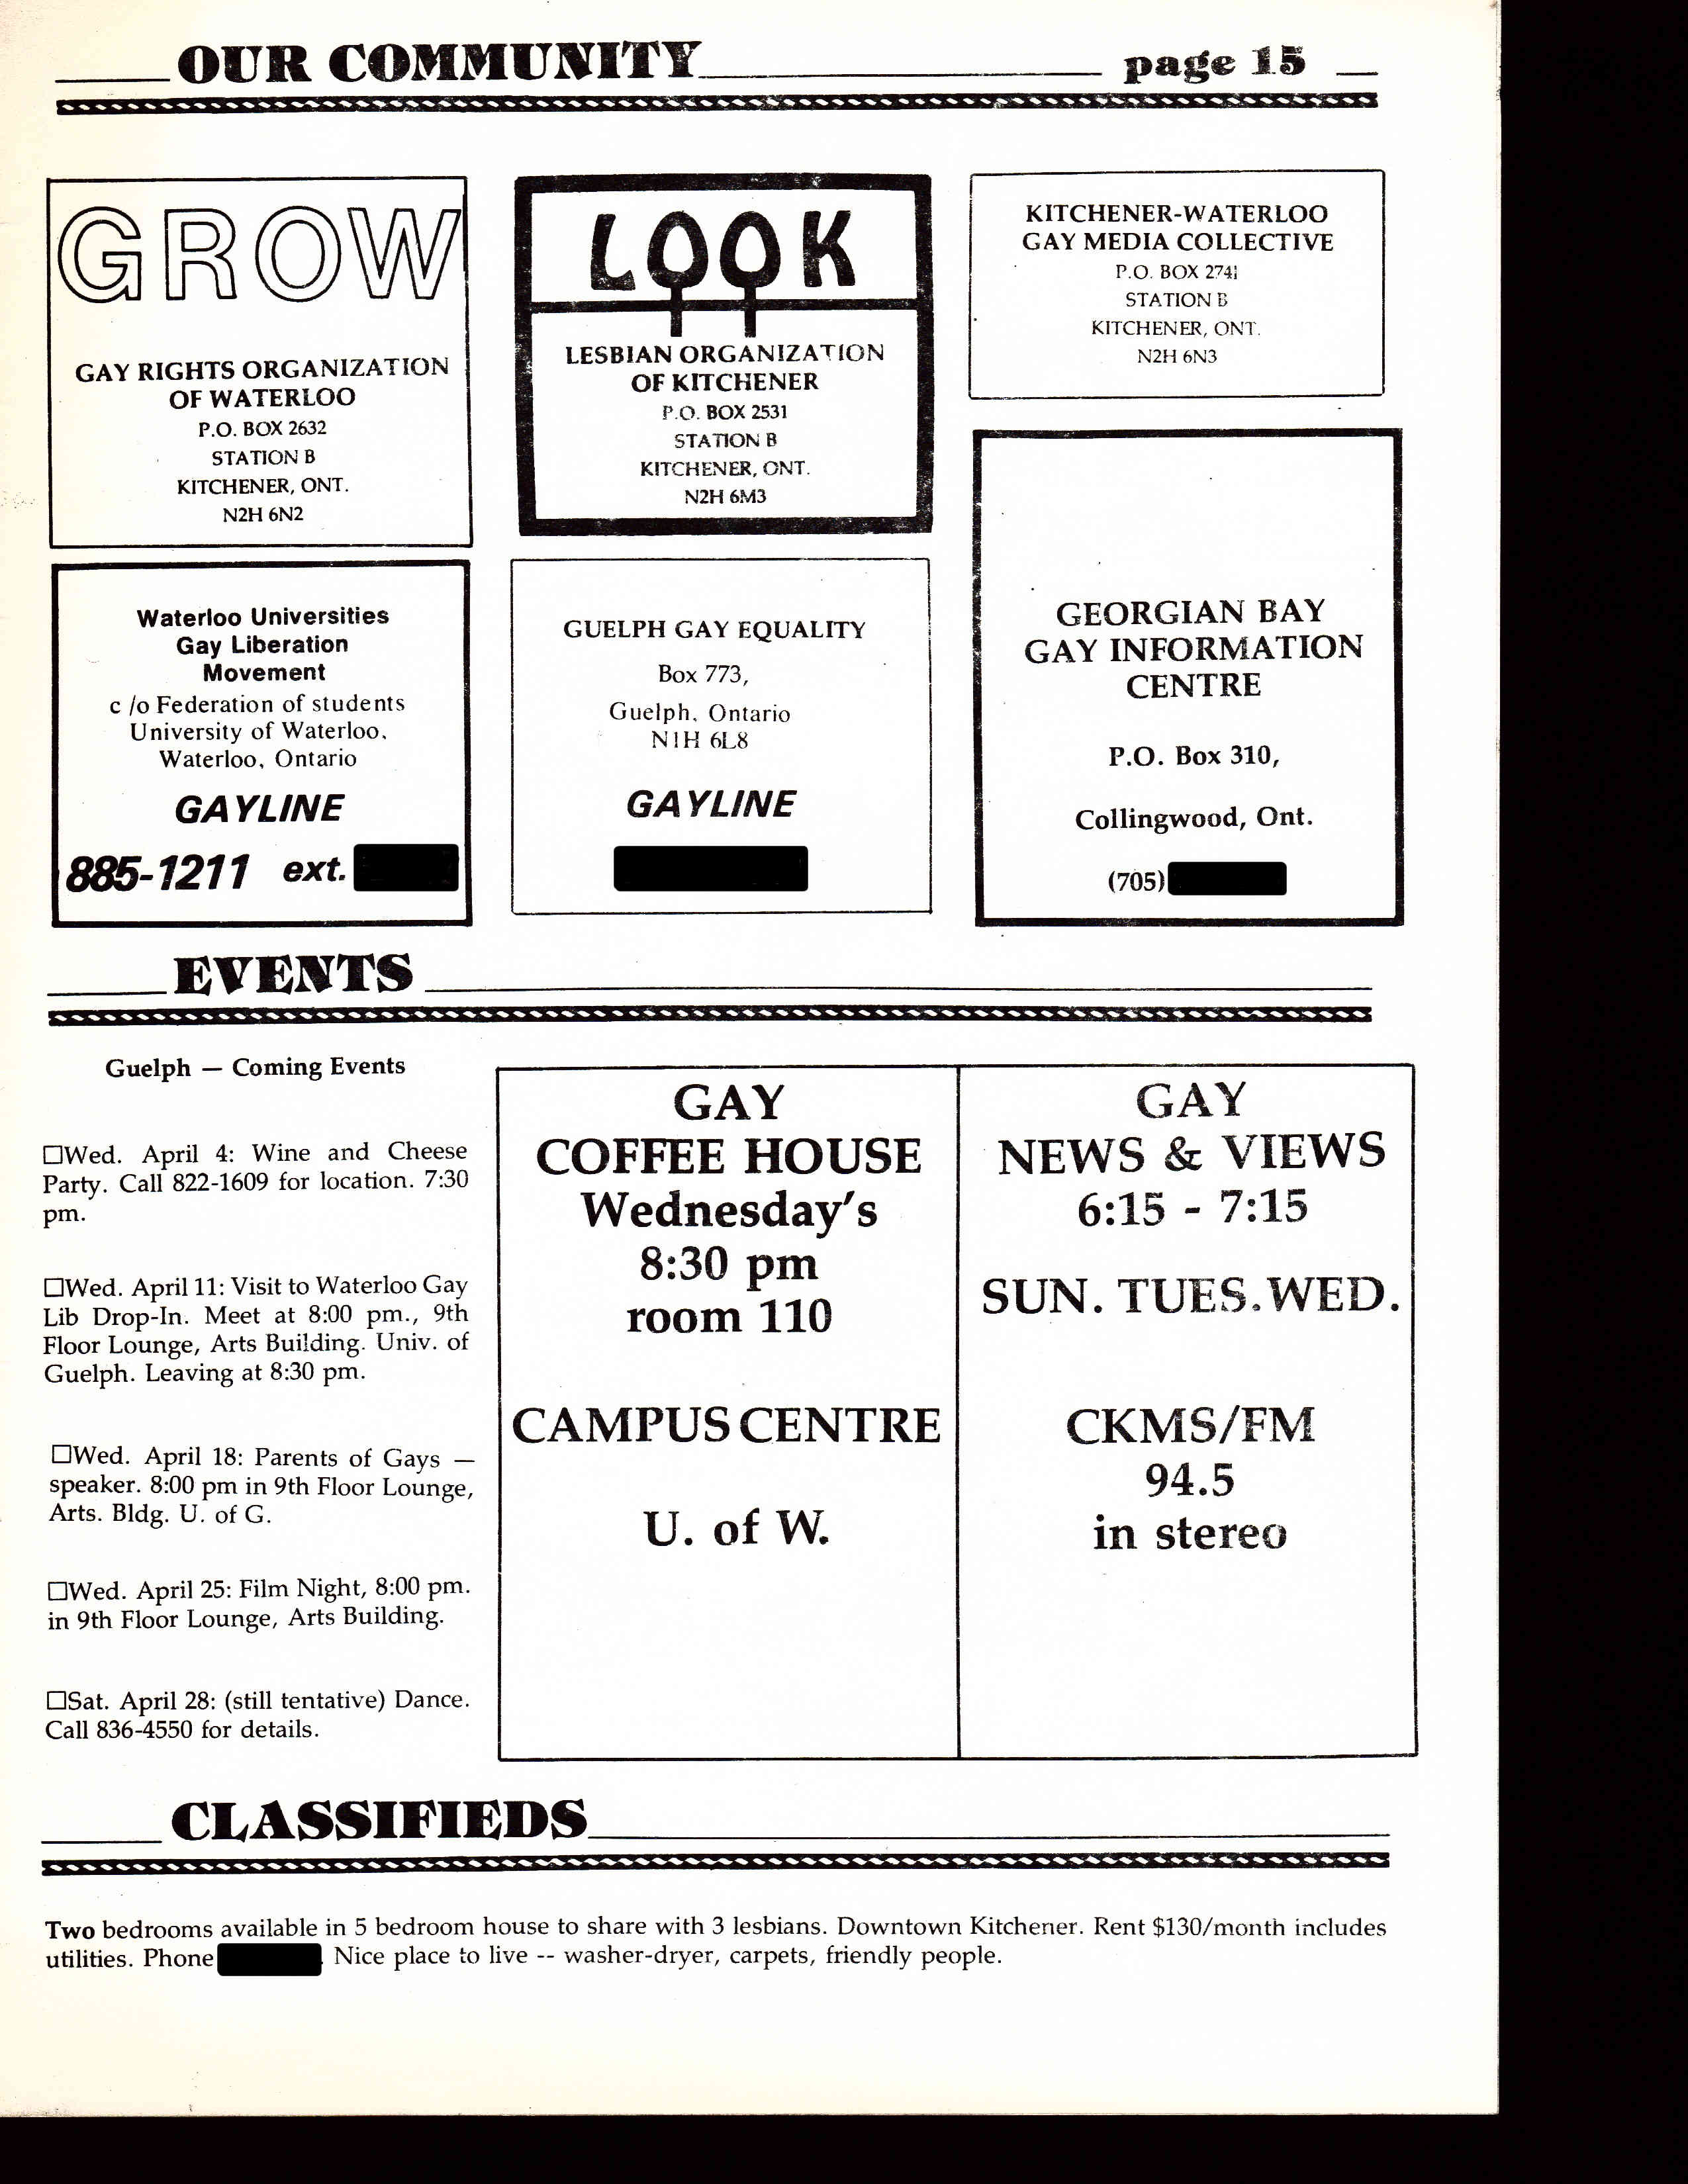 OUR COMMUNITY page 15
GROW
GAY RIGHTS ORGANIZATION
OF WATERLOO
P.O. BOX 2632
STATION B
KITCHENER, ONT.
N2H 6N2
LOOK
LESBIAN ORGANIZATION
OF KITCHENER
P.O. BOX 2531
STATION B
KITCHENER, ONT.
N2H 6M3
KITCHENER-WATERLOO
GAY MEDIA COLLECTIVE
P.O. BOX 2741
STATION B
KITCHENER, ONT.
N2H 6N3
Waterloo Universities
Gay Liberation
Movement
c/o Federation of students
University of Waterloo,
Waterloo, Ontario
GAYLINE
885-1211 ext.
GUELPH GAY EQUALITY
Box 773,
Guelph, Ontario
N1H 6L8
GAYLINE
GEORGIAN BAY
GAY INFORMATION
CENTRE
P.O. Box 310,
Collingwood, Ont.
(705)
EVENTS
Guelph — Coming Events
☐Wed. April 4: Wine and Cheese
Party. Call 822-1609 for location. 7:30
pm.
☐Wed. April 11: Visit to Waterloo Gay
Lib Drop-In. Meet at 8:00 pm., 9th
Floor Lounge, Arts Building. Univ. of
Guelph. Leaving at 8:30 pm.
☐Wed. April 18: Parents of Gays —
speaker. 8:00 pm in 9th Floor Lounge,
Arts. Bldg. U. of G.
☐Wed. April 25: Film Night, 8:00 pm.
in 9th Floor Lounge, Arts Building.
☐Sat. April 28: (still tentative) Dance.
Call 836-4550 for details.
GAY
COFFEE HOUSE
Wednesday's
8:30 pm
room 110
CAMPUS CENTRE
U. of W.
GAY
NEWS & VIEWS
6:15 - 7:15
SUN. TUES. WED.
CKMS/FM
94.5
in stereo
CLASSIFIEDS
Two bedrooms available in 5 bedroom house to share with 3 lesbians. Downtown Kitchener. Rent $130/month includes
utilities. Phone Nice place to live -- washer-dryer, carpets, friendly people.